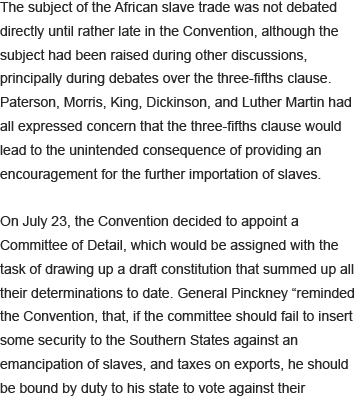 The subject of the African slave trade was not debated
directly until rather late in the Convention, although the
subject had been raised during other discussions,
principally during debates over the three-fifths clause.
Paterson, Morris, King, Dickinson, and Luther Martin had
all expressed concern that the three-fifths clause would
lead to the unintended consequence of providing an
encouragement for the further importation of slaves.

On July 23, the Convention decided to appoint a
Committee of Detail, which would be assigned with the
task of drawing up a draft constitution that summed up all
their determinations to date. General Pinckney “reminded
the Convention, that, if the committee should fail to insert
some security to the Southern States against an
emancipation of slaves, and taxes on exports, he should
be bound by duty to his state to vote against their